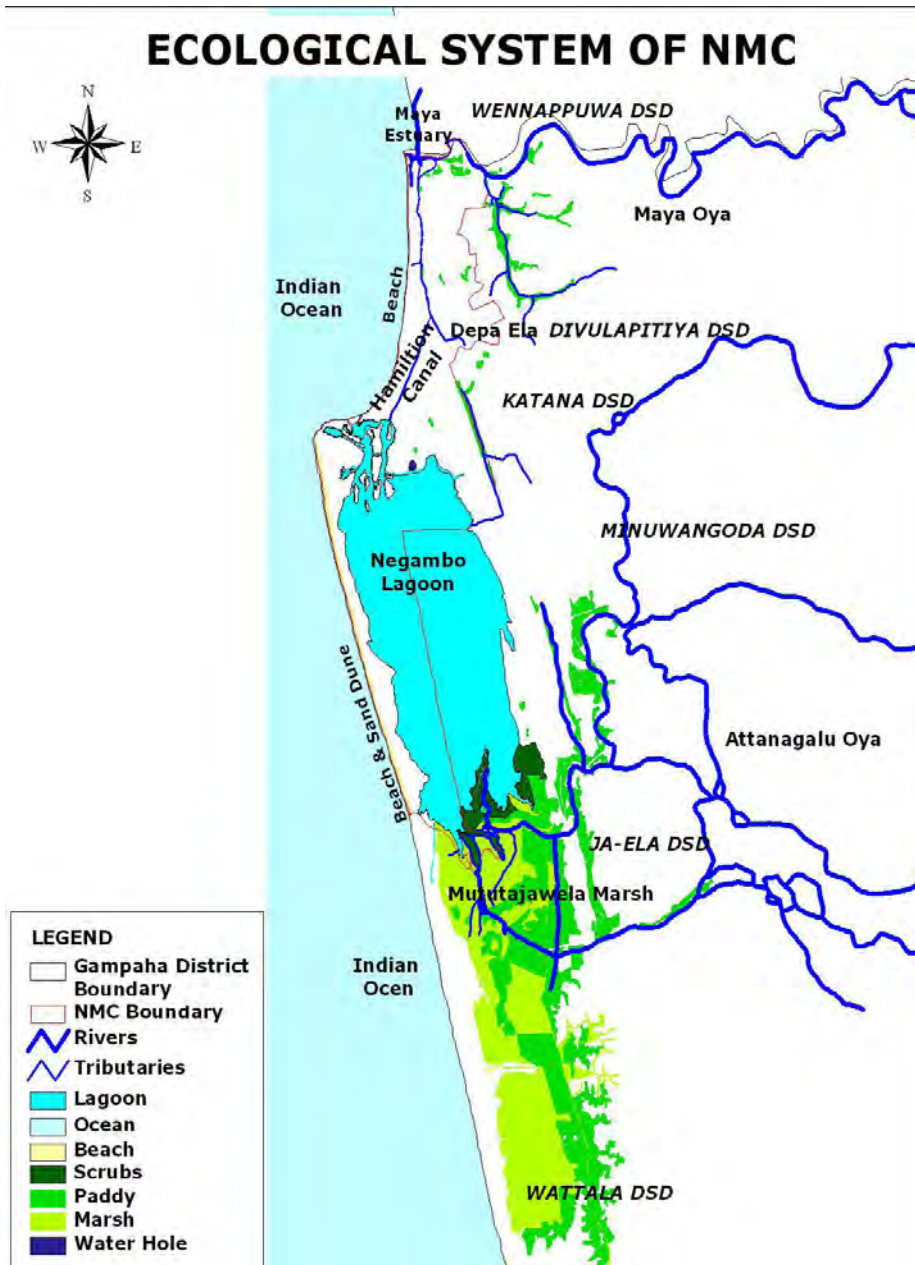 ECOLOGICAL SYSTEM OF NMC
N
W
E
S
Maya
Estuary
WENNAPPUWA DSD
Maya Oya
Indian
Ocean
Beach
Hamiltion
Canal
Depa Ela
DIVULAPITIYA DSD
KATANA DSD
MINUWANGODA DSD
Negambo
Lagoon
Beach & Sand Dune
Attanagalu Oya
JA-ELA DSD
Mututajawela Marsh
Indian
Ocen
WATTALA DSD
LEGEND
Gampaha District
Boundary
NMC Boundary
Rivers
Tributaries
Lagoon
Ocean
Beach
Scrubs
Paddy
Marsh
Water Hole